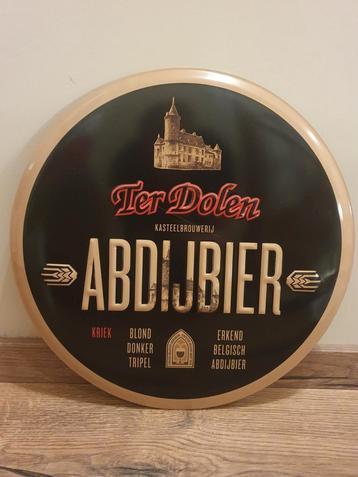 Ter Dolen
KASTEELBROUWERIJ
ABDIJBIER
KRIEK
BLOND
DONKER
TRIPEL
ERKEND
BELGISCH
ABDIJBIER